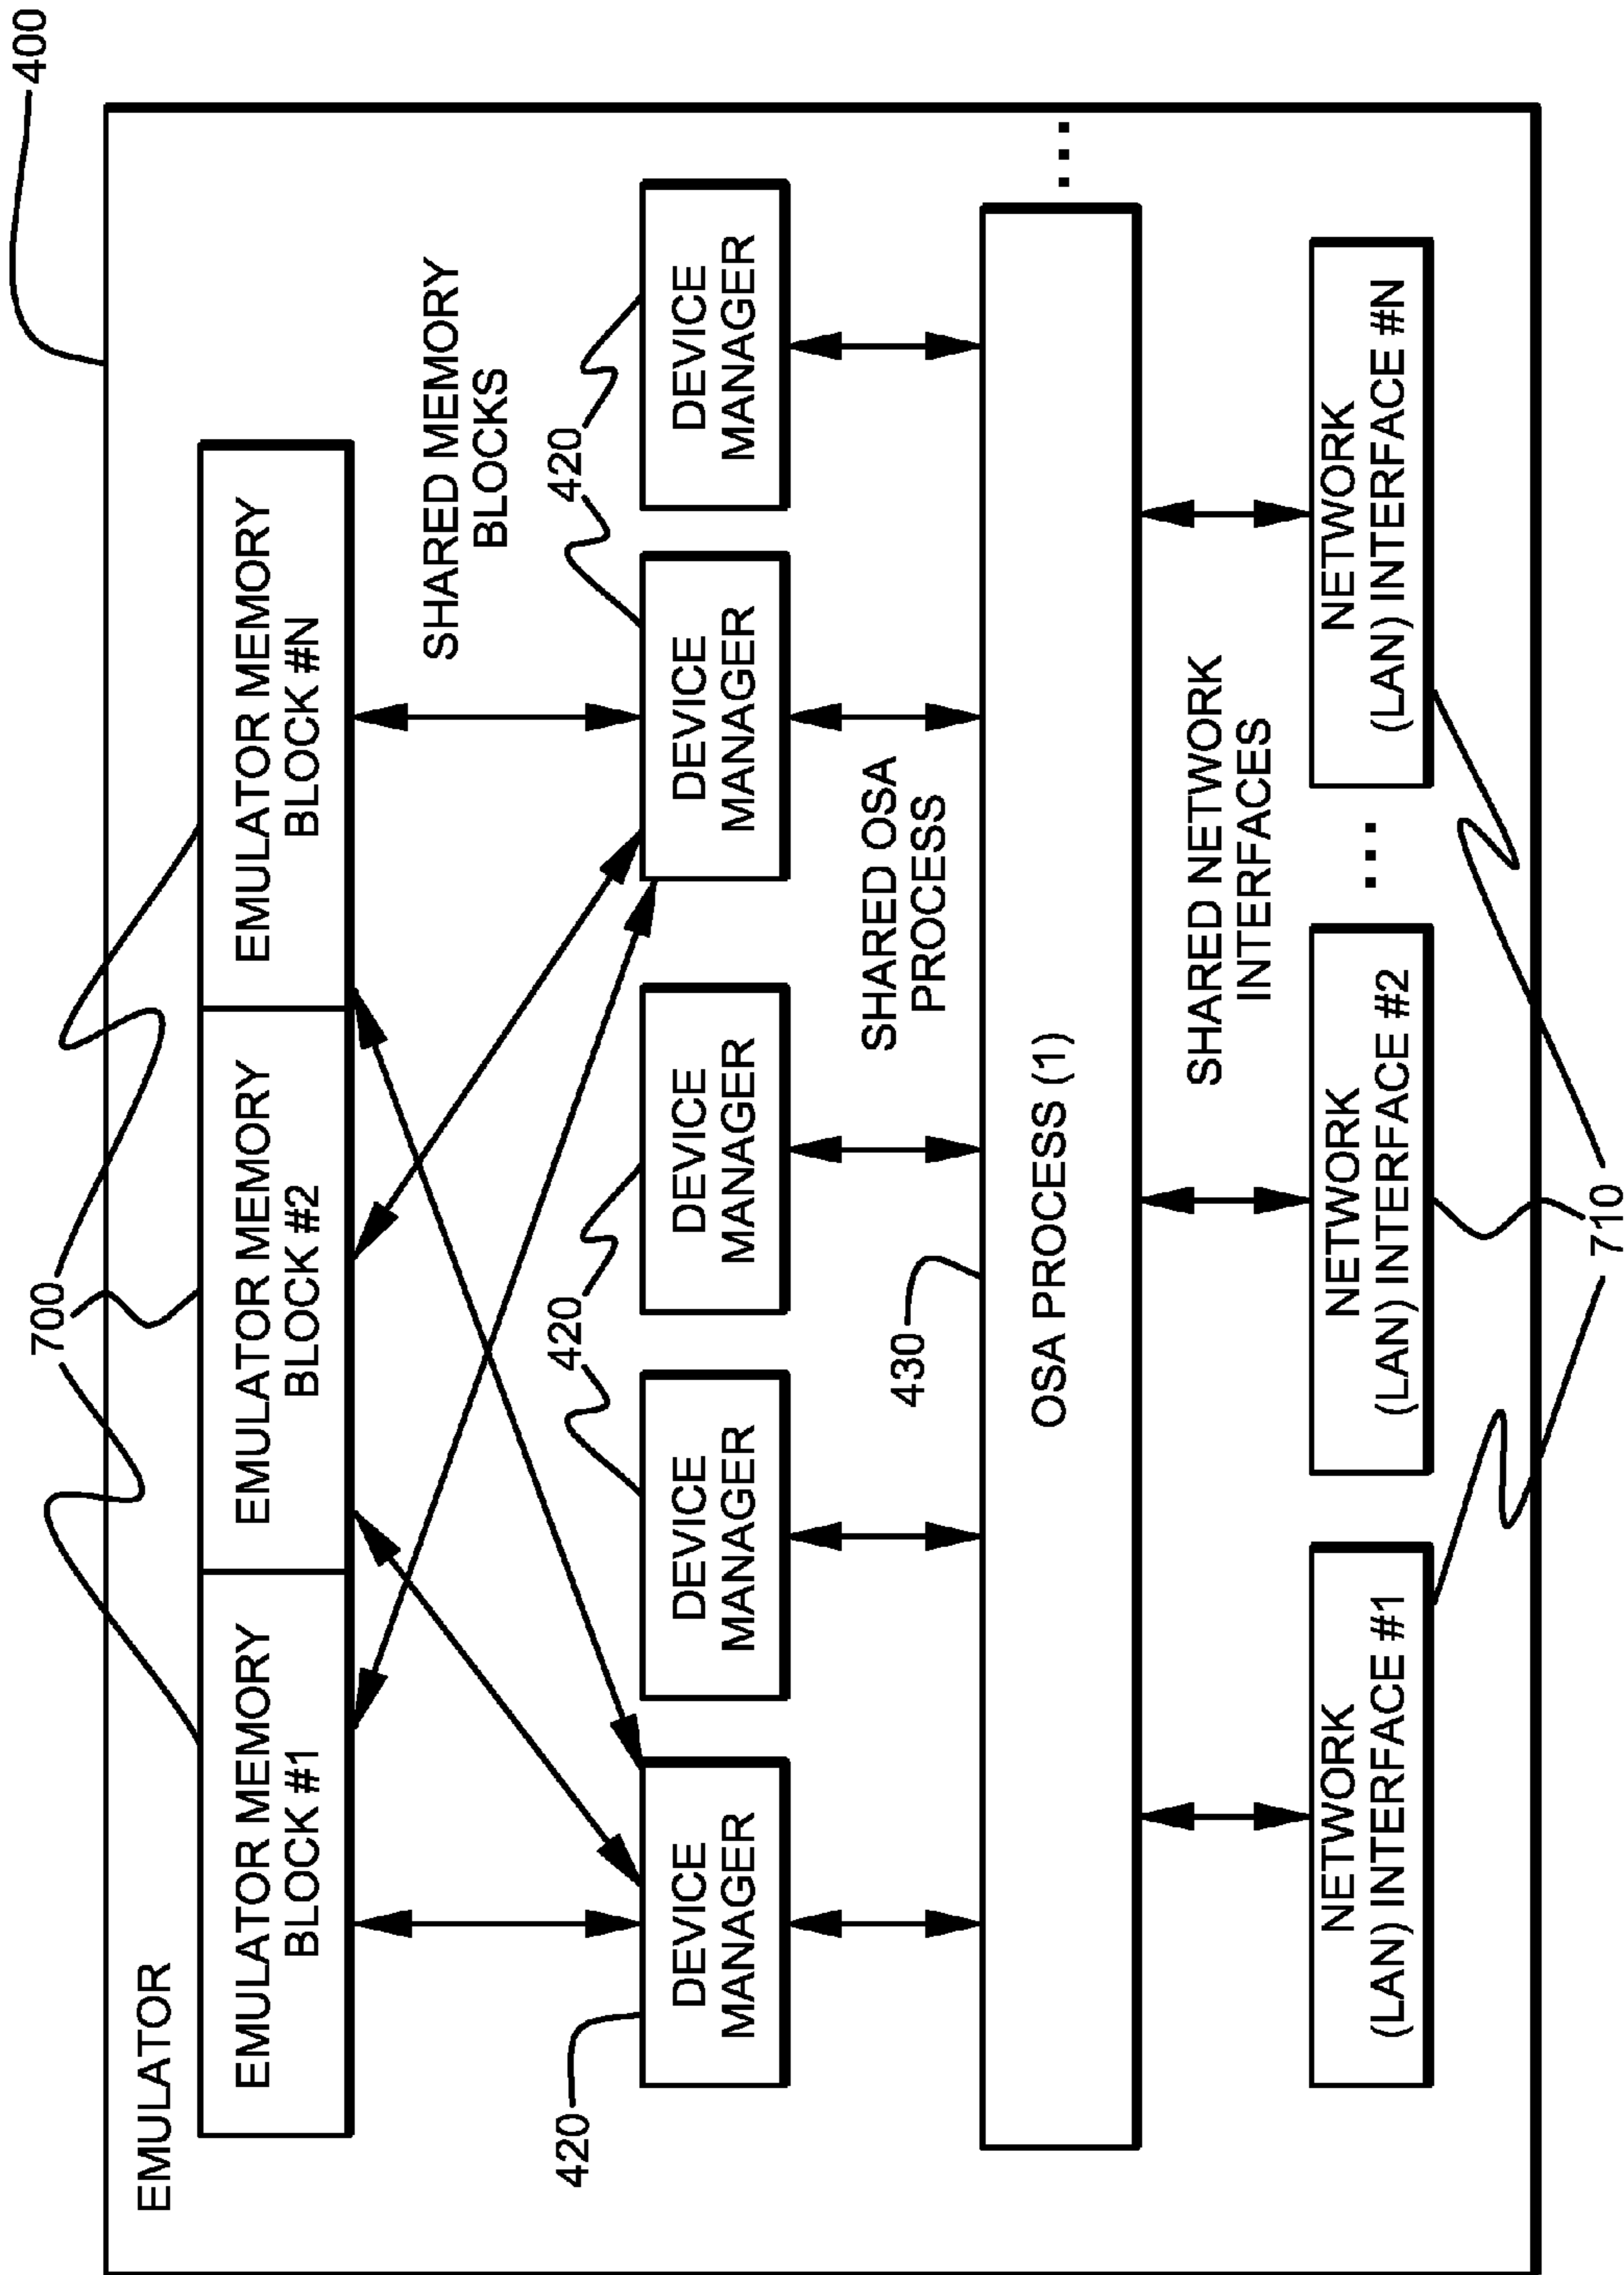 400
EMULATOR
700
EMULATOR MEMORY
BLOCK #1
EMULATOR MEMORY
BLOCK #2
EMULATOR MEMORY
BLOCK #N
SHARED MEMORY
BLOCKS
420
420
420
DEVICE
MANAGER
DEVICE
MANAGER
DEVICE
MANAGER
DEVICE
MANAGER
DEVICE
MANAGER
SHARED OSA
PROCESS
430
OSA PROCESS (1)
...
SHARED NETWORK
INTERFACES
NETWORK
(LAN) INTERFACE #1
NETWORK
(LAN) INTERFACE #2
...
NETWORK
(LAN) INTERFACE #N
710